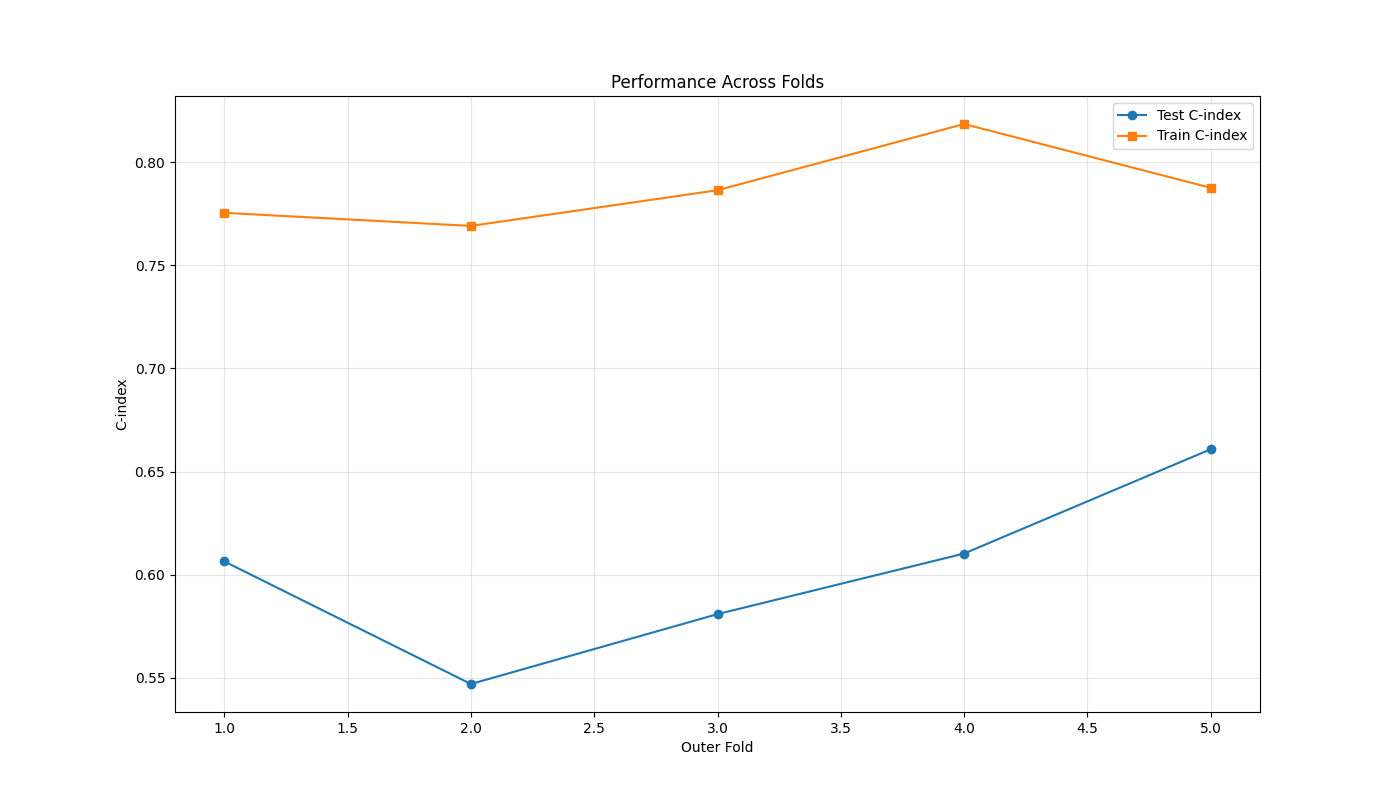 Performance Across Folds
Test C-index
Train C-index
0.80
0.75
0.70
0.65
0.60
0.55
C-index
1.0 1.5 2.0 2.5 3.0 3.5 4.0 4.5 5.0
Outer Fold